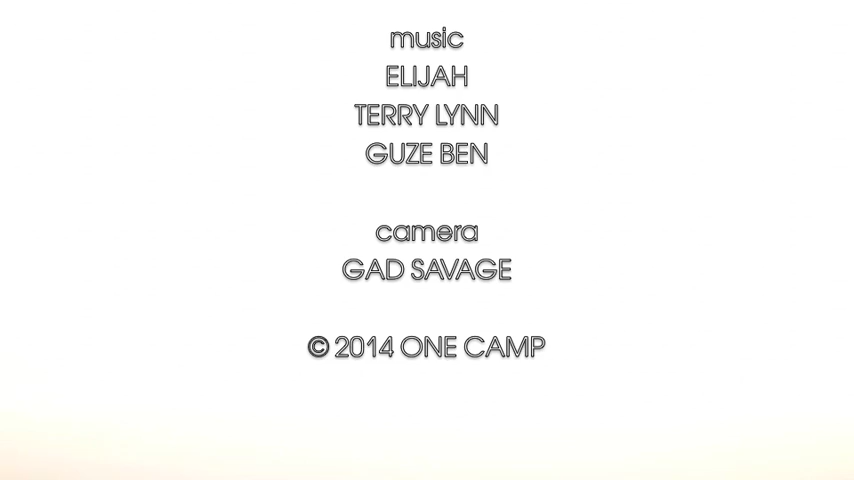 music
ELIJAH
TERRY LYNN
GUZE BEN
camera
GAD SAVAGE
© 2014 ONE CAMP